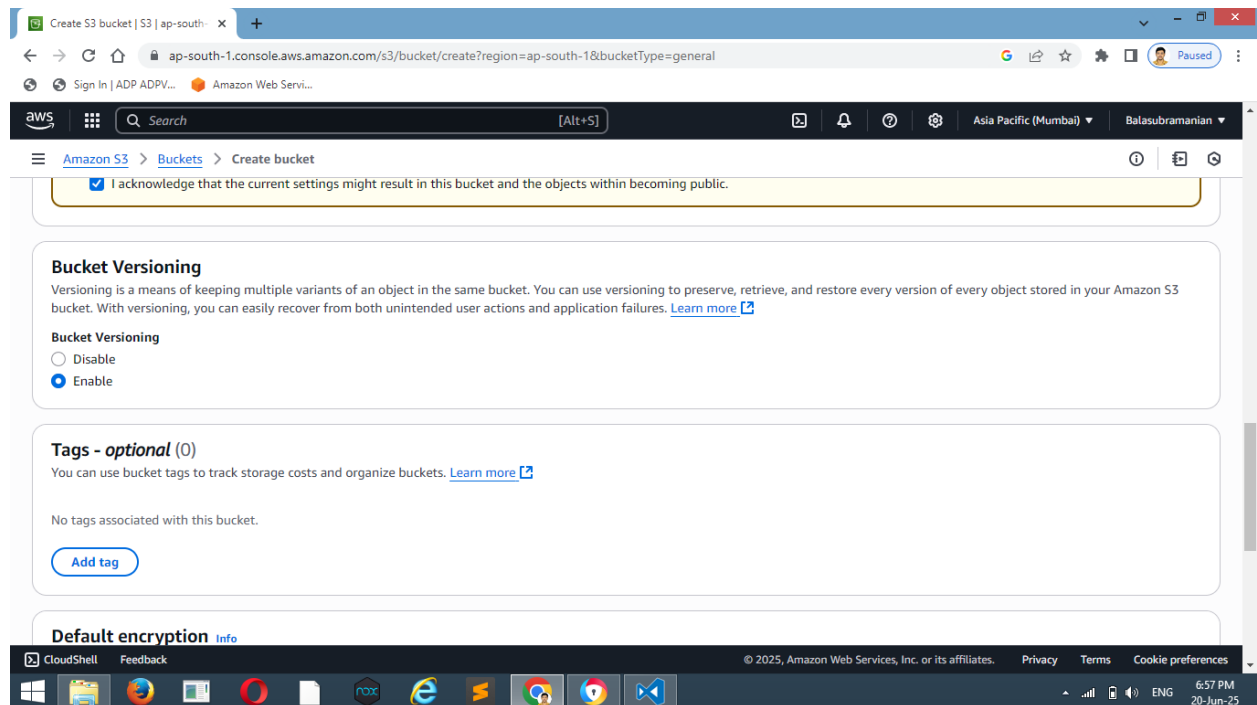 Create S3 bucket | S3 | ap-south-
ap-south-1.console.aws.amazon.com/s3/bucket/create?region=ap-south-1&bucketType=general
Paused
Sign In | ADP ADPV...
Amazon Web Servi...
aws
Search
[Alt+S]
Asia Pacific (Mumbai)
Balasubramanian
Amazon S3 > Buckets > Create bucket
I acknowledge that the current settings might result in this bucket and the objects within becoming public.
Bucket Versioning
Versioning is a means of keeping multiple variants of an object in the same bucket. You can use versioning to preserve, retrieve, and restore every version of every object stored in your Amazon S3
bucket. With versioning, you can easily recover from both unintended user actions and application failures. Learn more
Bucket Versioning
Disable
Enable
Tags - optional (0)
You can use bucket tags to track storage costs and organize buckets. Learn more
No tags associated with this bucket.
Add tag
Default encryption Info
CloudShell Feedback © 2025, Amazon Web Services, Inc. or its affiliates. Privacy Terms Cookie preferences
nox
ENG
6:57 PM
20-Jun-25